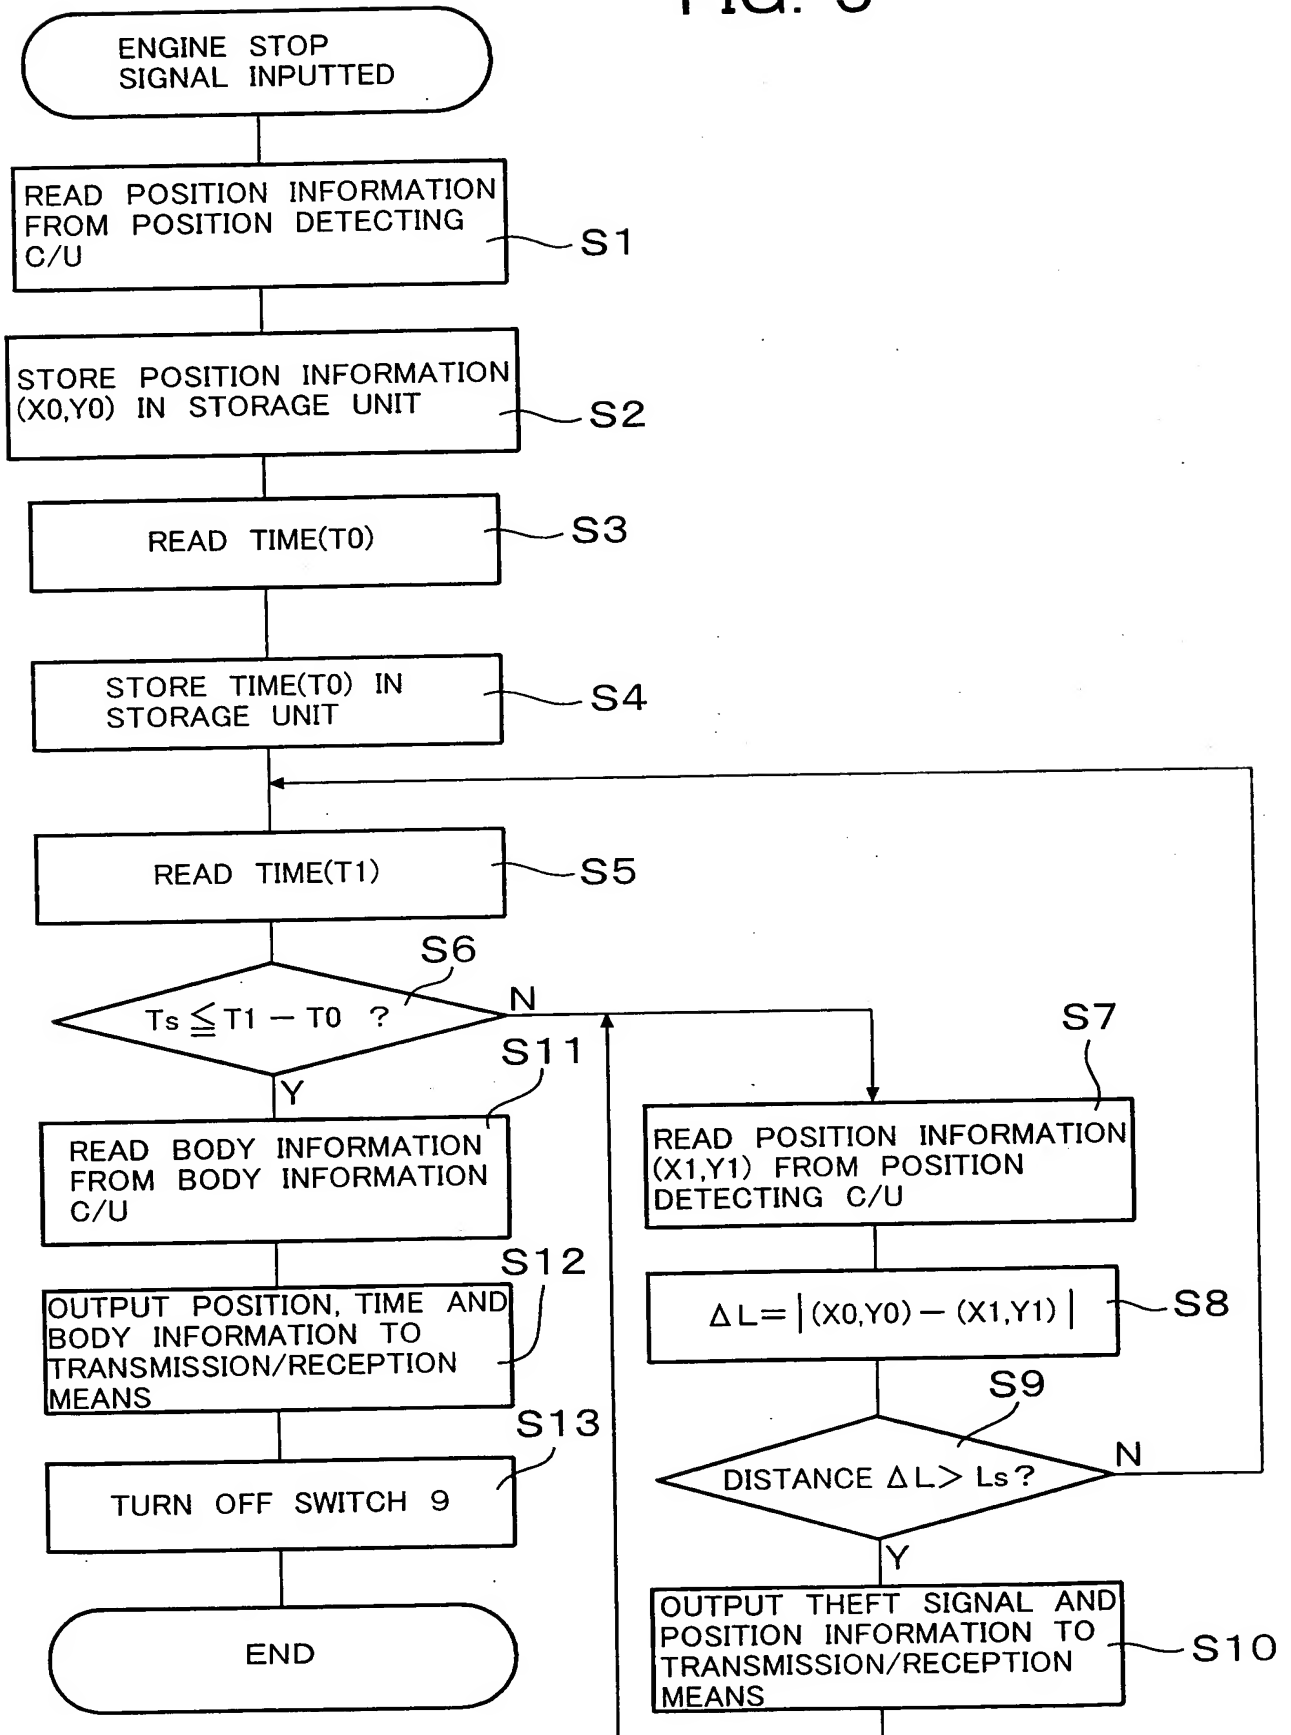 ENGINE STOP
SIGNAL INPUTTED
READ POSITION INFORMATION
FROM POSITION DETECTING
C/U
S1
STORE POSITION INFORMATION
(X0,Y0) IN STORAGE UNIT
S2
READ TIME(T0)
S3
STORE TIME(T0) IN
STORAGE UNIT
S4
READ TIME(T1)
S5
S6
Ts ≦ T1 − T0 ?
N
Y
S11
READ BODY INFORMATION
FROM BODY INFORMATION
C/U
S12
OUTPUT POSITION, TIME AND
BODY INFORMATION TO
TRANSMISSION/RECEPTION
MEANS
S13
TURN OFF SWITCH 9
END
S7
READ POSITION INFORMATION
(X1,Y1) FROM POSITION
DETECTING C/U
ΔL=|(X0,Y0)−(X1,Y1)|
S8
S9
DISTANCE ΔL> Ls?
N
Y
OUTPUT THEFT SIGNAL AND
POSITION INFORMATION TO
TRANSMISSION/RECEPTION
MEANS
S10